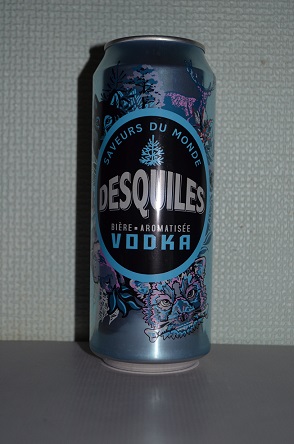 SAVEURS DU MONDE
DESQUILES
BIÈRE AROMATISÉE
VODKA